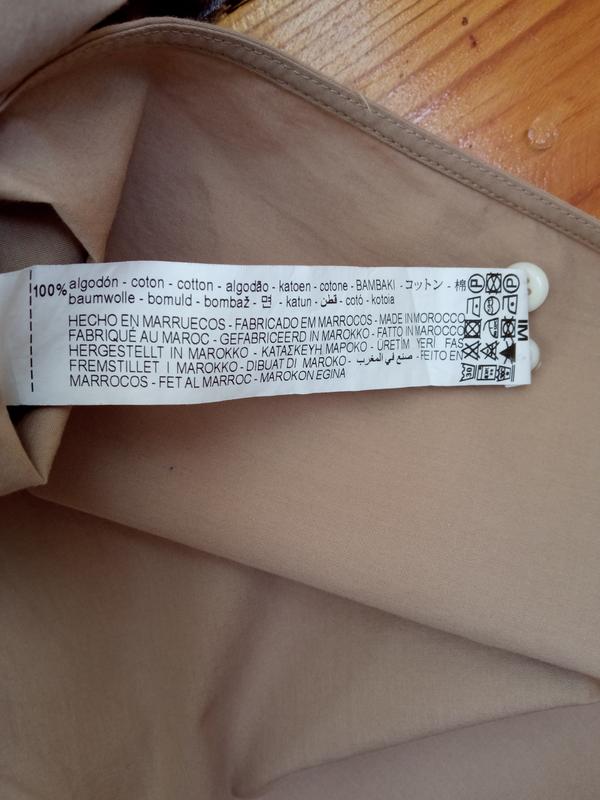 100% algodón - coton - cotton - algodão - katoen - cotone - BAMBAKI - コットン - 棉
baumwolle - bomuld - bombaž - 면 - katun - قطن - cotó - kotoia
HECHO EN MARRUECOS - FABRICADO EM MARROCOS - MADE IN MOROCCO
FABRIQUÉ AU MAROC - GEFABRICEERD IN MAROKKO - FATTO IN MAROCCO
HERGESTELLT IN MAROKKO - ΚΑΤΑΣΚΕΥΗ ΜΑΡΟΚΟ - ÜRETIM YERİ FAS
FREMSTILLET I MAROKKO - DIBUAT DI MAROKO - صنع في المغرب - FEITO EN
MARROCOS - FET AL MARROC - MAROKON EGINA
IM